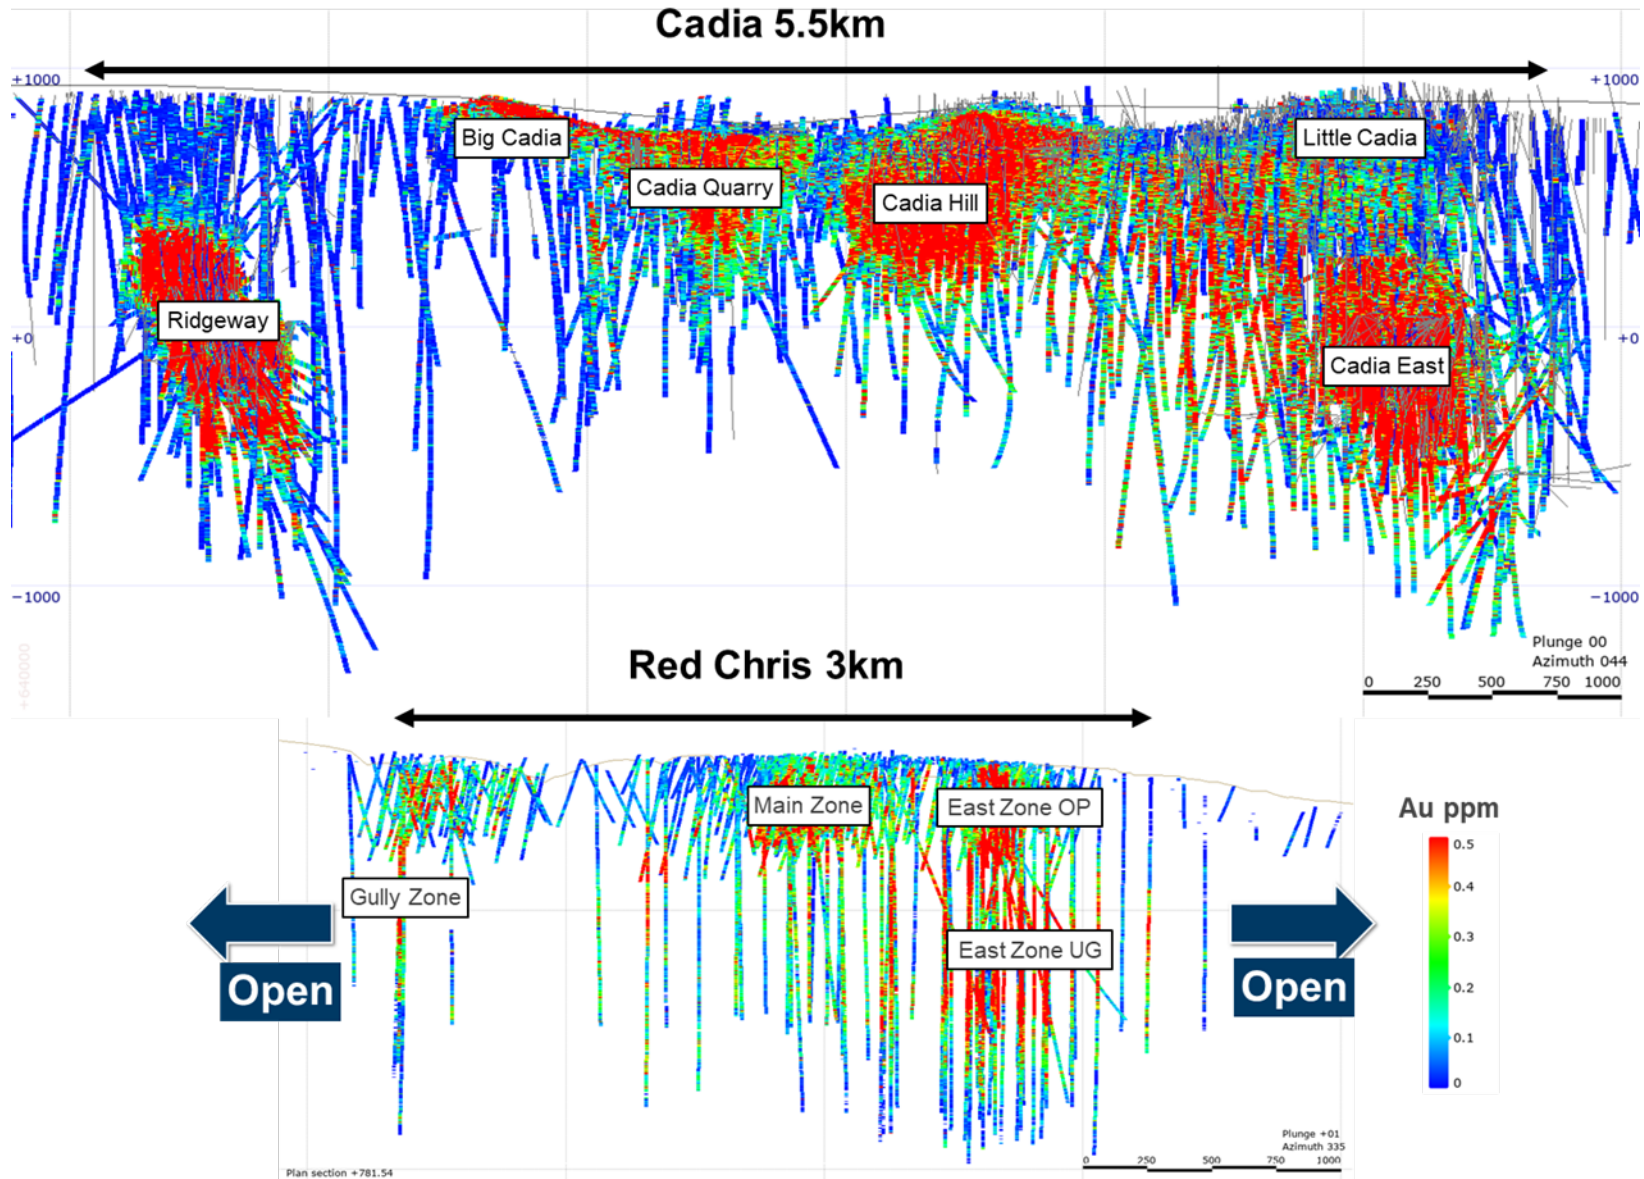 Cadia 5.5km
+1000
+1000
Big Cadia
Little Cadia
Cadia Quarry
Cadia Hill
Ridgeway
+0
+0
Cadia East
−1000
−1000
+640000
Plunge 00
Azimuth 044
0 250 500 750 1000
Red Chris 3km
Main Zone
East Zone OP
Au ppm
0.5
0.4
0.3
0.2
0.1
0
Gully Zone
East Zone UG
Open
Open
Plunge +01
Azimuth 335
0 250 500 750 1000
Plan section +781.54